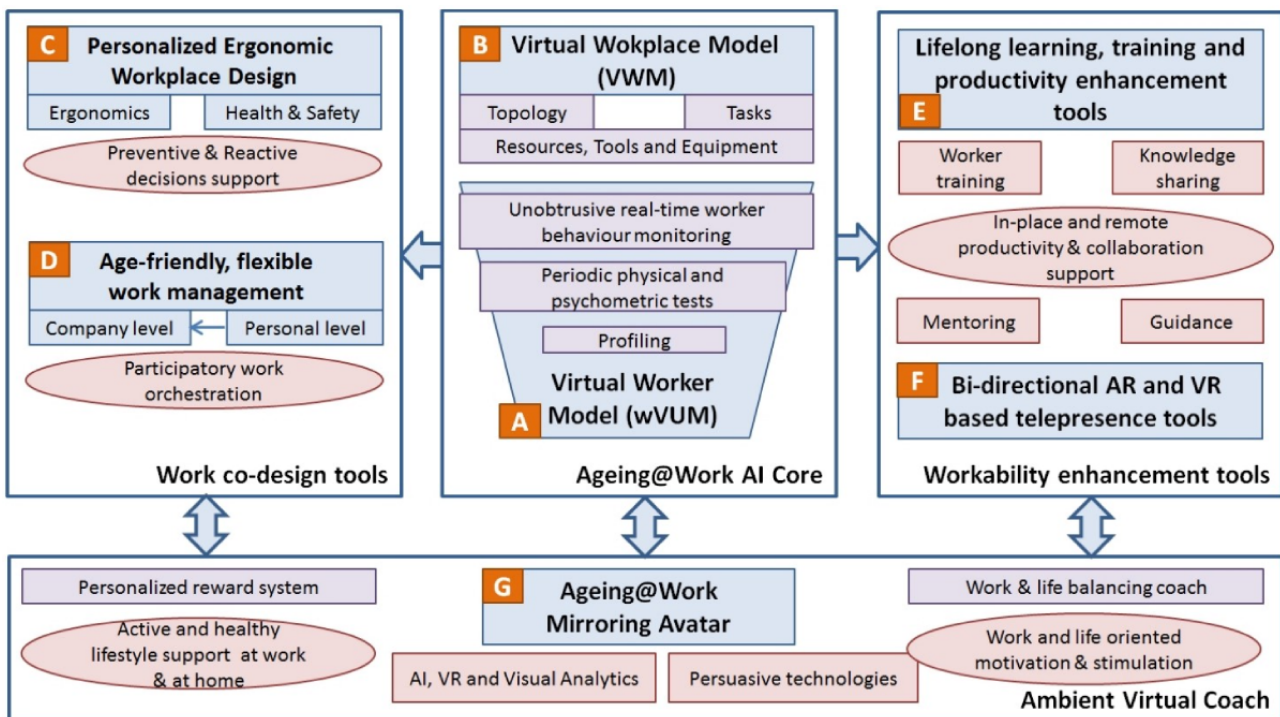 C
Personalized Ergonomic
Workplace Design
Ergonomics
Health & Safety
Preventive & Reactive
decisions support
D
Age-friendly, flexible
work management
Company level
Personal level
Participatory work
orchestration
Work co-design tools
B
Virtual Wokplace Model
(VWM)
Topology
Tasks
Resources, Tools and Equipment
Unobtrusive real-time worker
behaviour monitoring
Periodic physical and
psychometric tests
Profiling
Virtual Worker
Model (wVUM)
A
Ageing@Work AI Core
Lifelong learning, training and
productivity enhancement
tools
E
Worker
training
Knowledge
sharing
In-place and remote
productivity & collaboration
support
Mentoring
Guidance
F
Bi-directional AR and VR
based telepresence tools
Workability enhancement tools
Personalized reward system
Active and healthy
lifestyle support at work
& at home
G
Ageing@Work
Mirroring Avatar
AI, VR and Visual Analytics
Persuasive technologies
Work & life balancing coach
Work and life oriented
motivation & stimulation
Ambient Virtual Coach